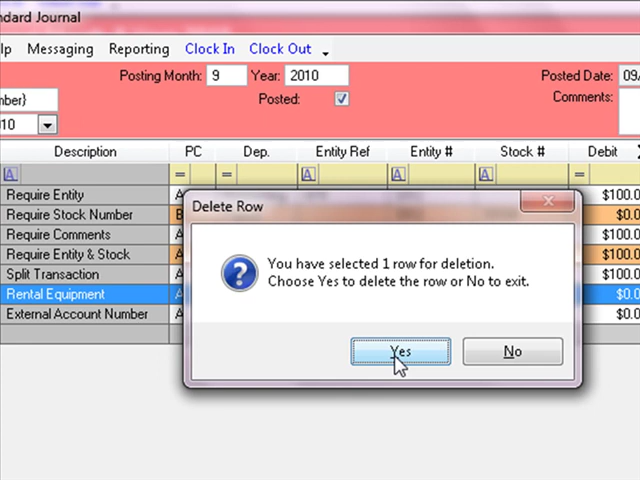 ndard Journal
lp Messaging Reporting Clock In Clock Out
Posting Month: 9 Year: 2010 Posted Date: 09/
nber} Posted: Comments:
10
Description PC Dep. Entity Ref Entity # Stock # Debit
A = = A A A =
Require Entity A $100.0
Require Stock Number B $0.0
Require Comments A $100.0
Require Entity & Stock A $100.0
Split Transaction A $100.0
Rental Equipment A $0.0
External Account Number A $0.0
Delete Row
You have selected 1 row for deletion.
Choose Yes to delete the row or No to exit.
Yes No